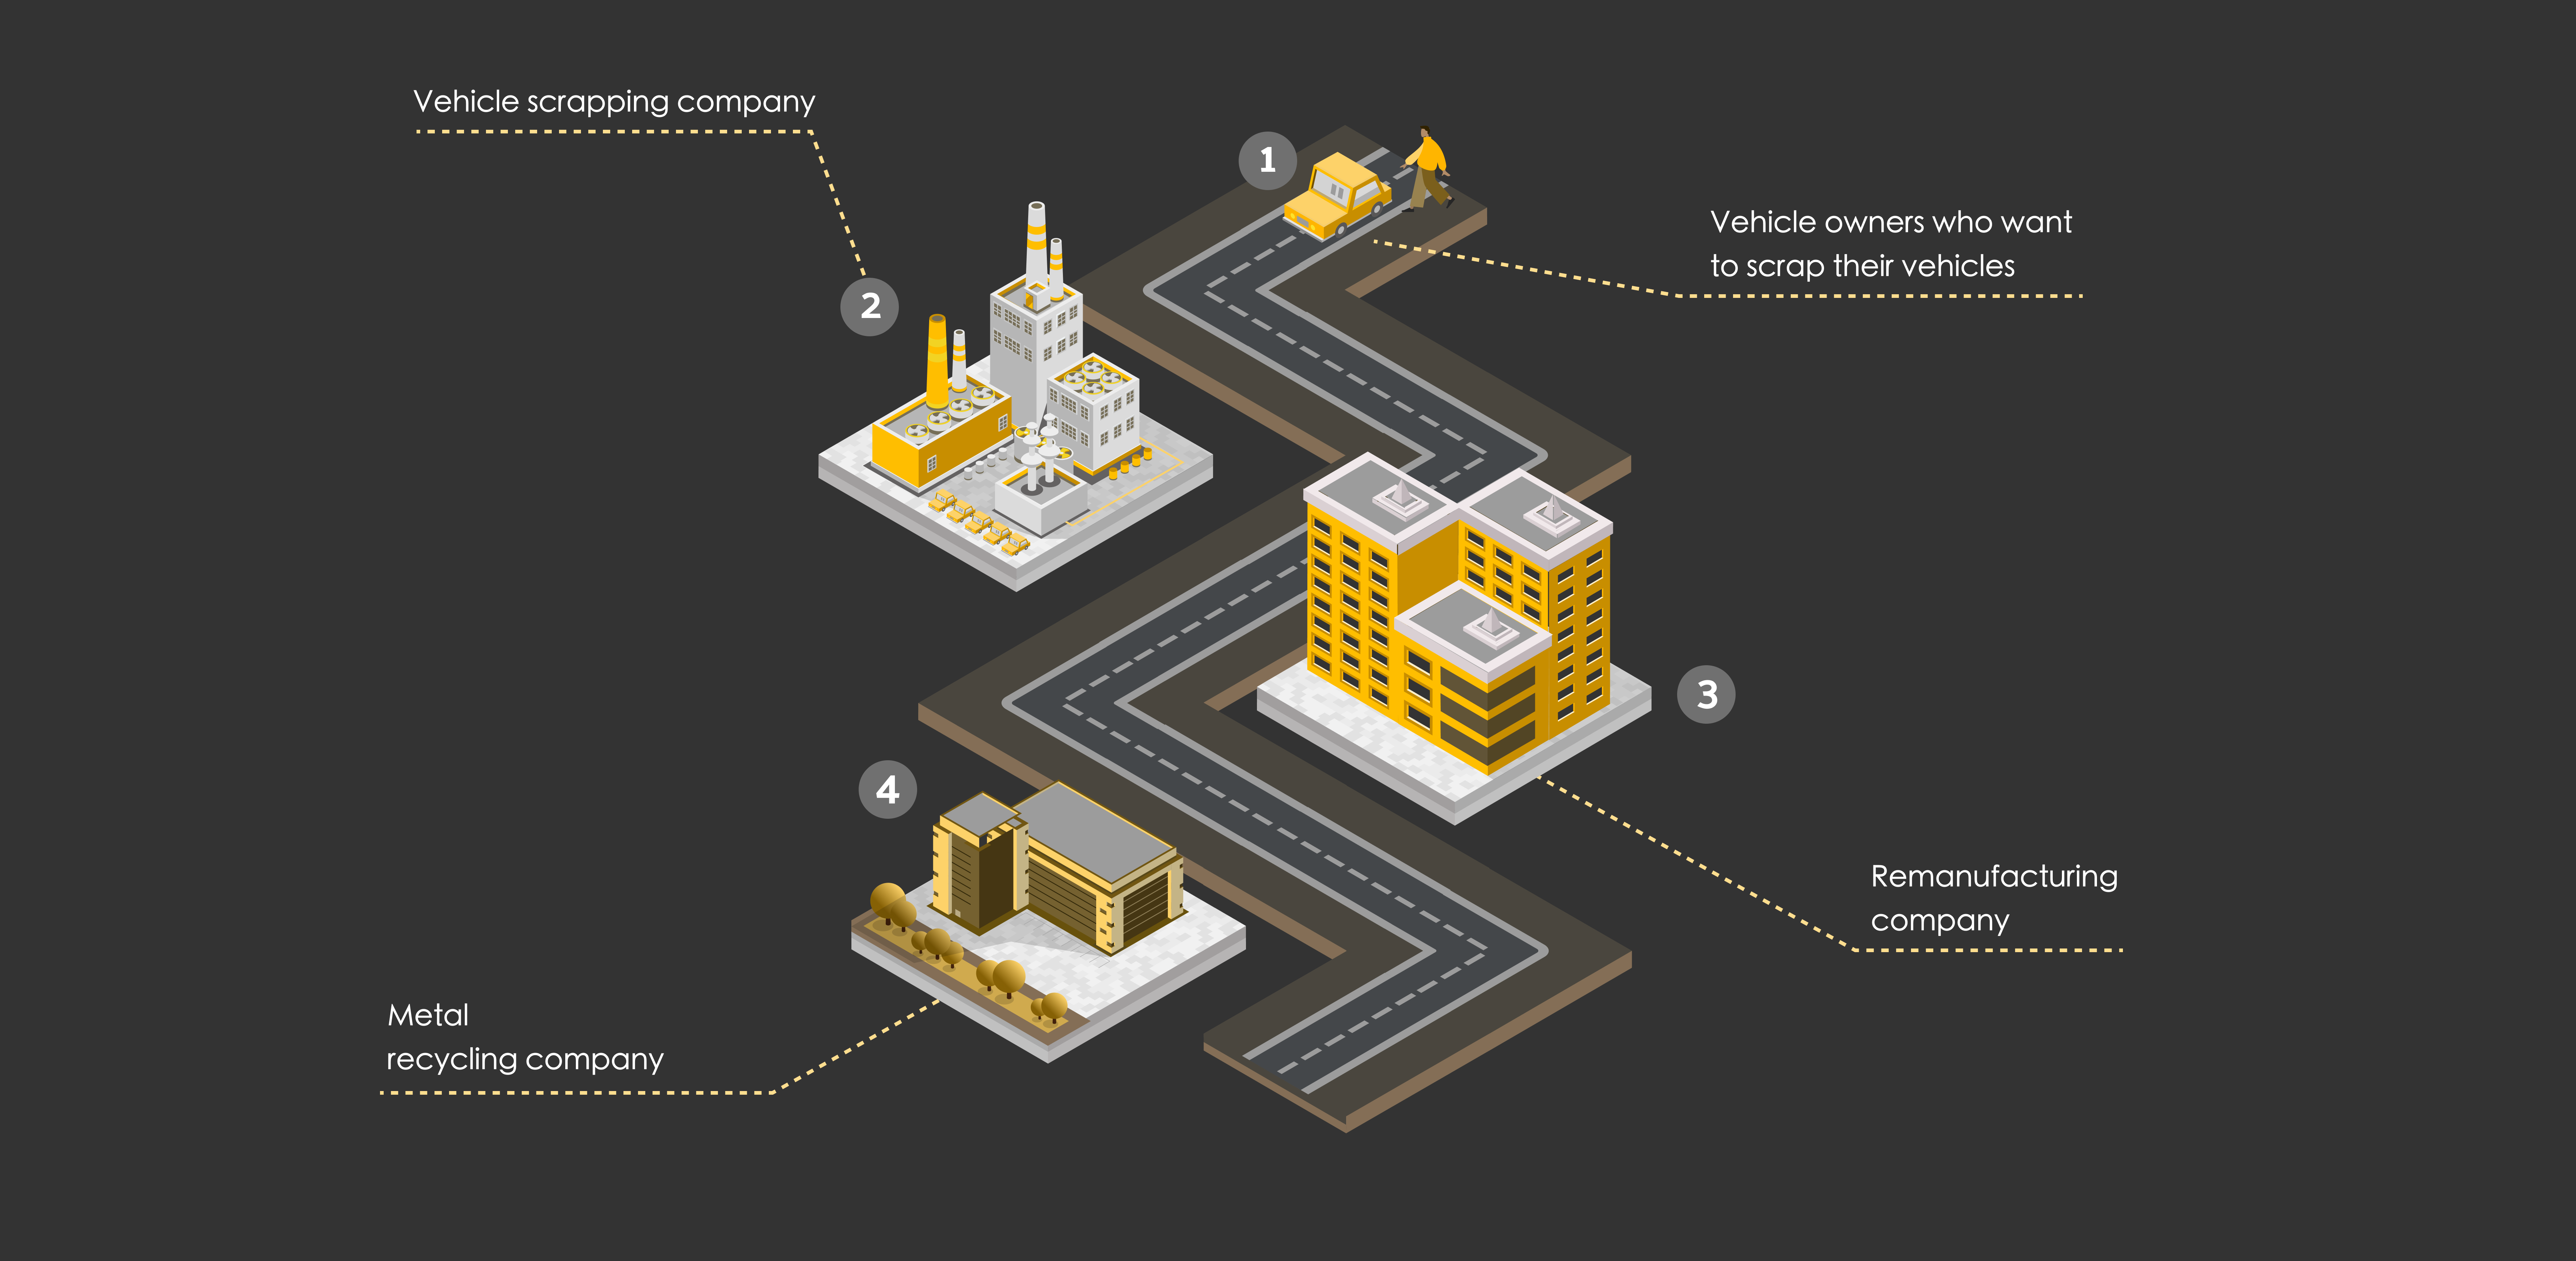 Vehicle scrapping company
1
Vehicle owners who want
to scrap their vehicles
2
3
4
Remanufacturing
company
Metal
recycling company